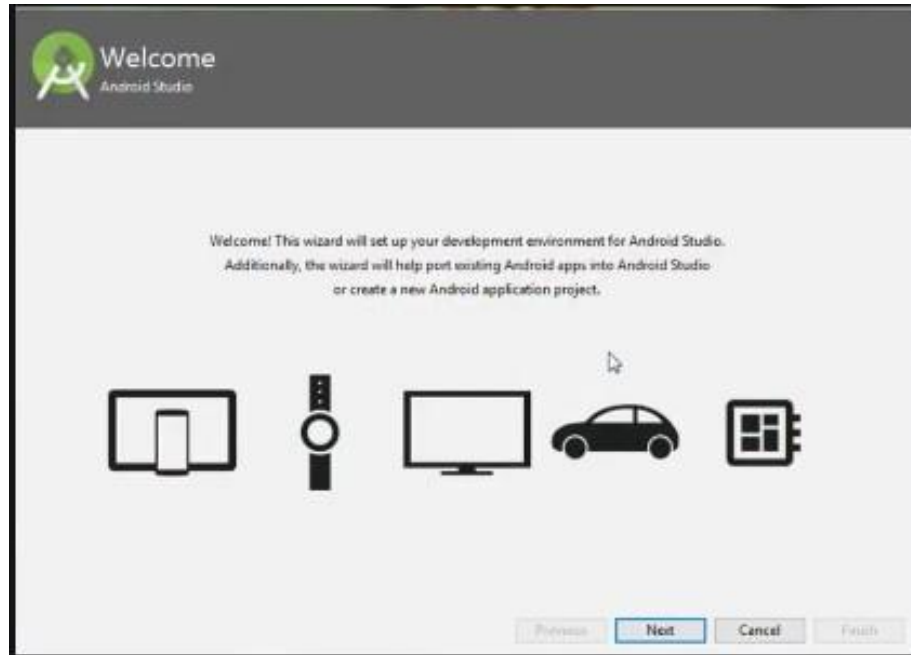 Welcome
Android Studio
Welcome! This wizard will set up your development environment for Android Studio.
Additionally, the wizard will help port existing Android apps into Android Studio
or create a new Android application project.
Previous
Next
Cancel
Finish